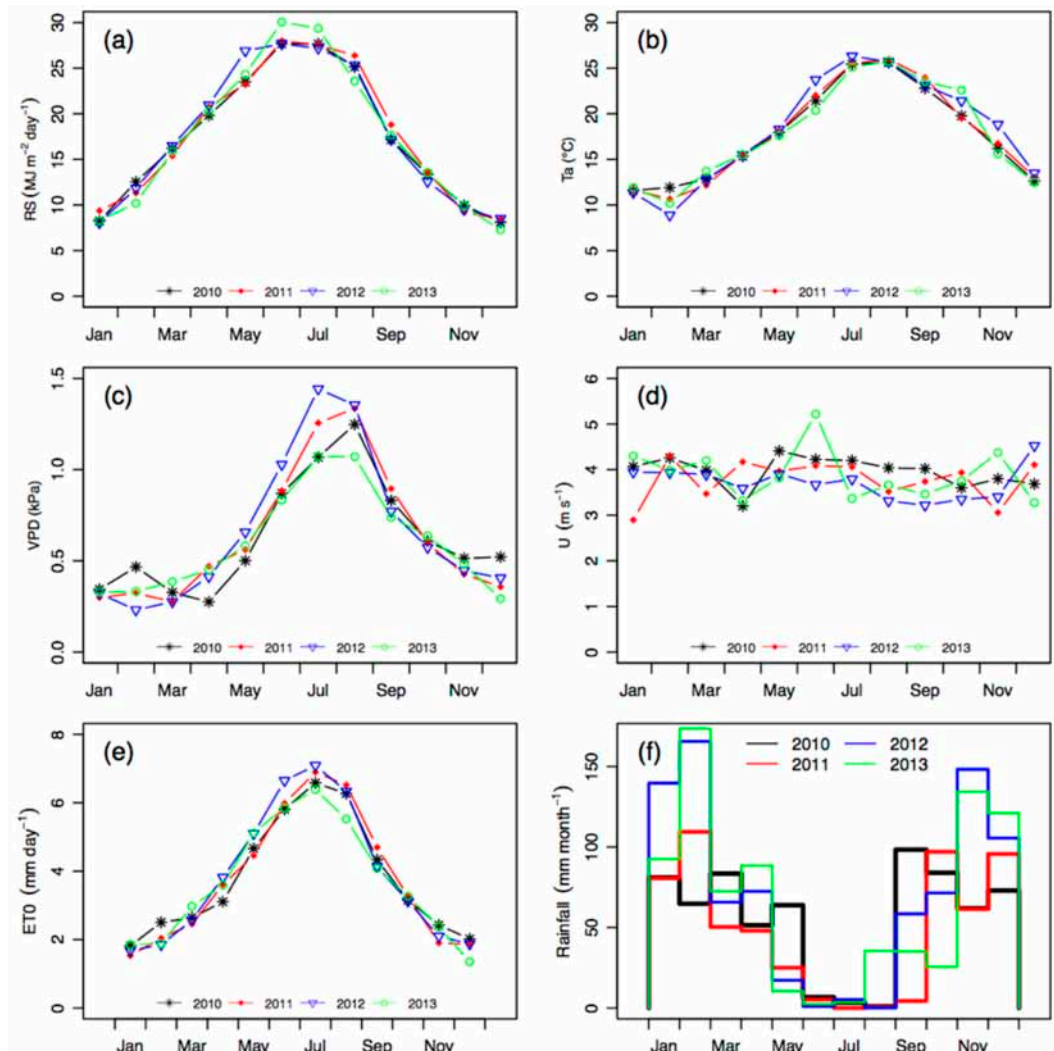 (a)
RS (MJ m−2 day−1)
30
25
20
15
10
5
0
2010 2011 2012 2013
Jan Mar May Jul Sep Nov
(b)
Ta (°C)
30
25
20
15
10
5
0
2010 2011 2012 2013
Jan Mar May Jul Sep Nov
(c)
VPD (kPa)
1.5
1.0
0.5
0.0
2010 2011 2012 2013
Jan Mar May Jul Sep Nov
(d)
U (m s−1)
6
5
4
3
2
1
0
2010 2011 2012 2013
Jan Mar May Jul Sep Nov
(e)
ET0 (mm day−1)
8
6
4
2
0
2010 2011 2012 2013
Jan Mar May Jul Sep Nov
(f)
Rainfall (mm month−1)
150
100
50
0
2010 2012
2011 2013
Jan Mar May Jul Sep Nov